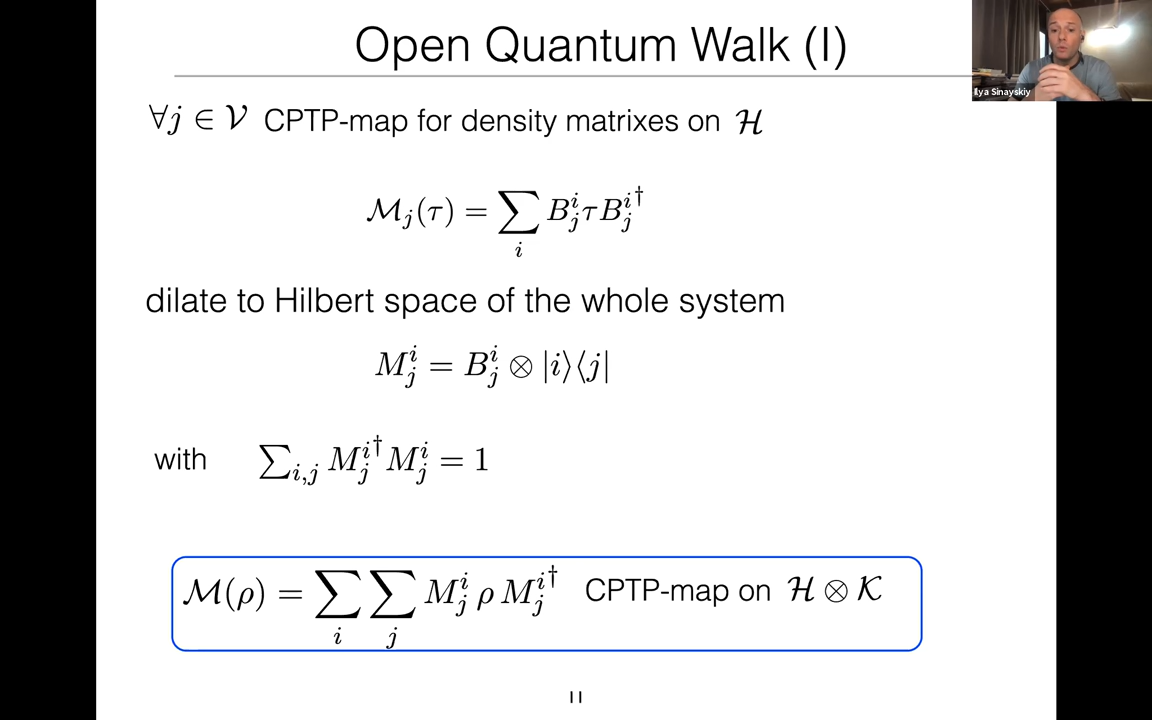 Open Quantum Walk (I)
Ilya Sinayskiy
∀j ∈ 𝒱 CPTP-map for density matrixes on ℋ
ℳ_j(τ) = ∑_i B_j^i τ B_j^{i†}
dilate to Hilbert space of the whole system
M_j^i = B_j^i ⊗ |i⟩⟨j|
with ∑_{i,j} M_j^{i†} M_j^i = 1
ℳ(ρ) = ∑_i ∑_j M_j^i ρ M_j^{i†} CPTP-map on ℋ ⊗ 𝒦
11